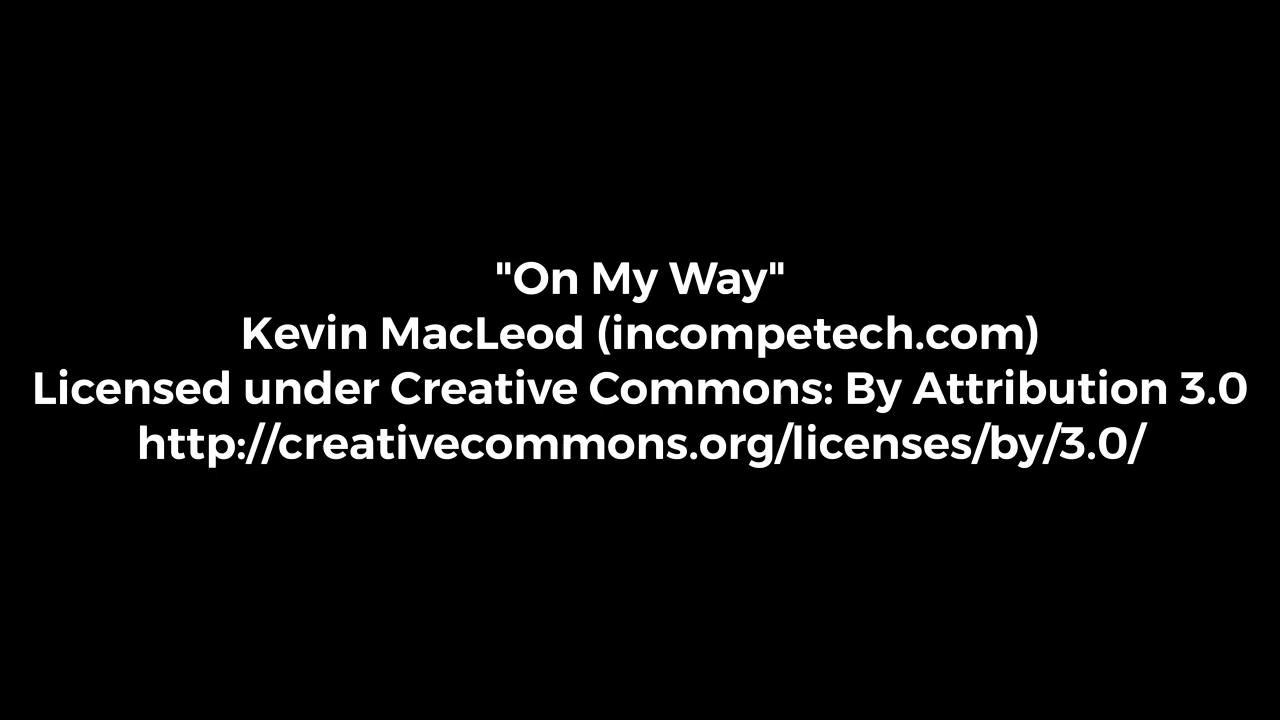 "On My Way"
Kevin MacLeod (incompetech.com)
Licensed under Creative Commons: By Attribution 3.0
http://creativecommons.org/licenses/by/3.0/